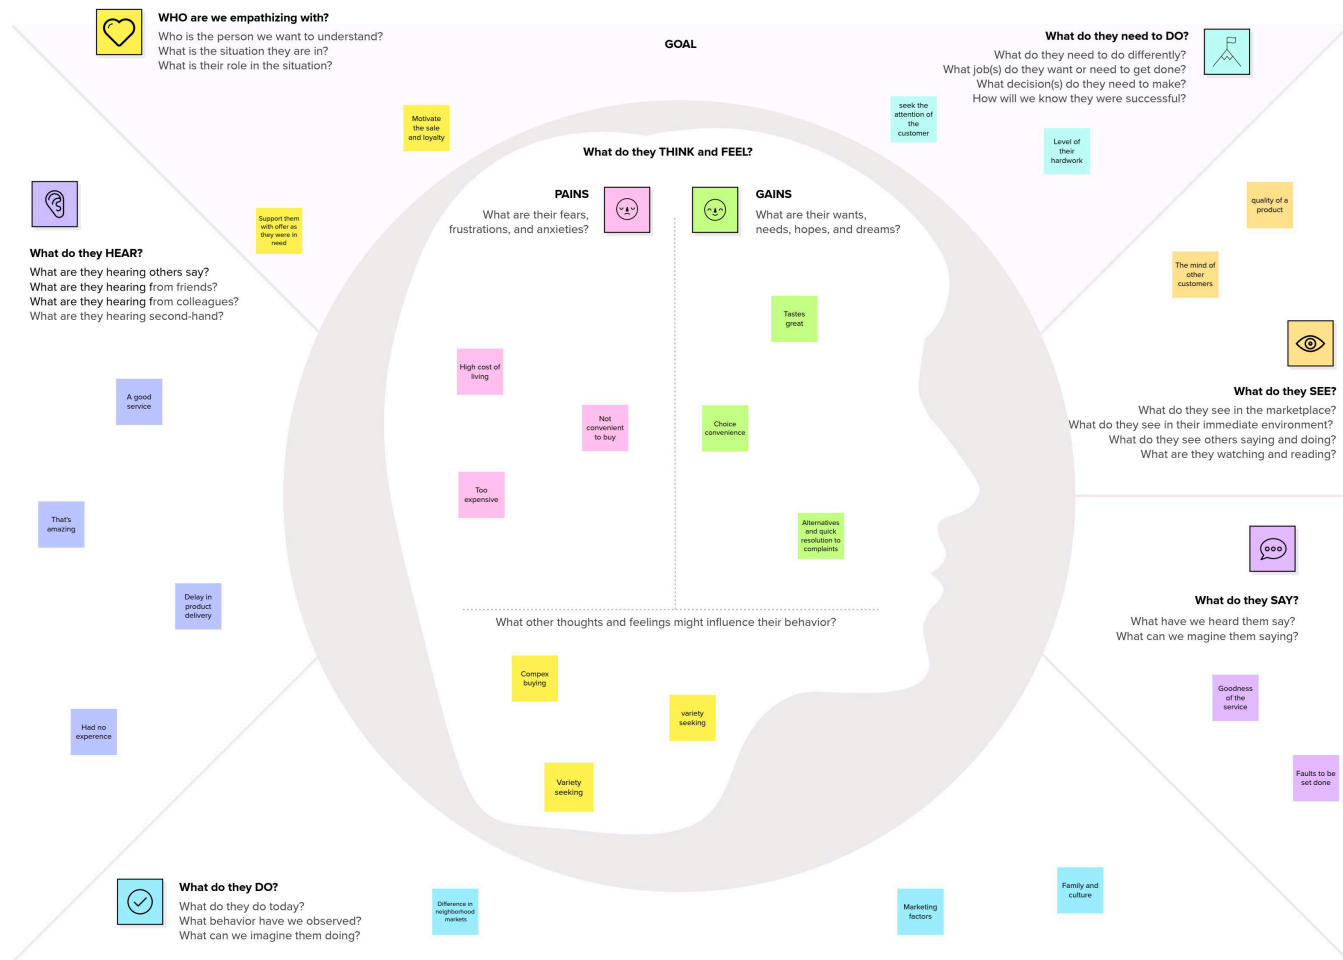 WHO are we empathizing with?
Who is the person we want to understand?
What is the situation they are in?
What is their role in the situation?
GOAL
What do they need to DO?
What do they need to do differently?
What job(s) do they want or need to get done?
What decision(s) do they need to make?
How will we know they were successful?
Motivate
the sale
and loyalty
Support them
with offer as
they were in
need
seek the
attention of
the
customer
Level of
their
hardwork
What do they HEAR?
What are they hearing others say?
What are they hearing from friends?
What are they hearing from colleagues?
What are they hearing second-hand?
A good
service
That's
amazing
Delay in
product
delivery
Had no
experence
What do they THINK and FEEL?
PAINS
What are their fears,
frustrations, and anxieties?
High cost of
living
Not
convenient
to buy
Too
expensive
GAINS
What are their wants,
needs, hopes, and dreams?
Tastes
great
Choice
convenience
Alternatives
and quick
resolution to
complaints
What other thoughts and feelings might influence their behavior?
Compex
buying
variety
seeking
Variety
seeking
quality of a
product
The mind of
other
customers
What do they SEE?
What do they see in the marketplace?
What do they see in their immediate environment?
What do they see others saying and doing?
What are they watching and reading?
What do they SAY?
What have we heard them say?
What can we magine them saying?
Goodness
of the
service
Faults to be
set done
What do they DO?
What do they do today?
What behavior have we observed?
What can we imagine them doing?
Difference in
neighborhood
markets
Marketing
factors
Family and
culture